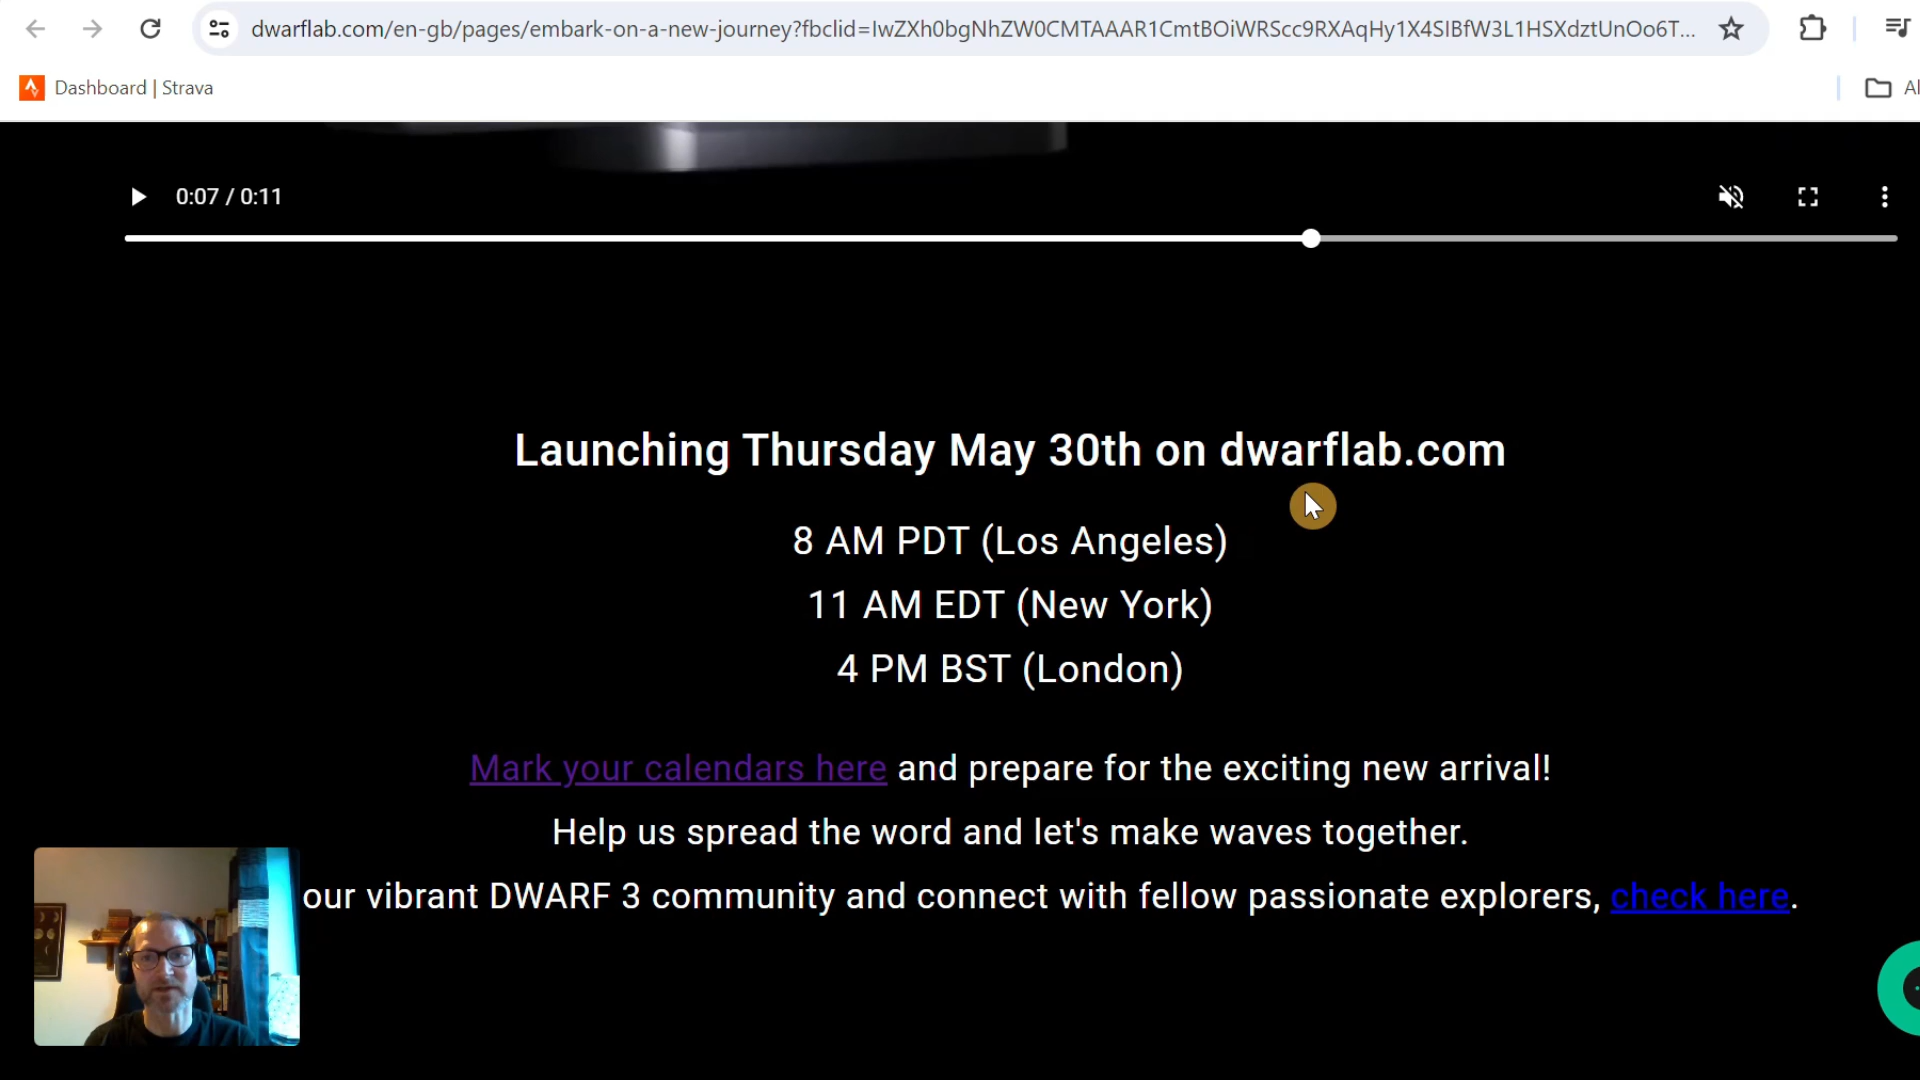 dwarflab.com/en-gb/pages/embark-on-a-new-journey?fbclid=IwZXh0bgNhZW0CMTAAAR1CmtBOiWRScc9RXAqHy1X4SIBfW3L1HSXdztUnOo6T...
Dashboard | Strava
Al
0:07 / 0:11
Launching Thursday May 30th on dwarflab.com
8 AM PDT (Los Angeles)
11 AM EDT (New York)
4 PM BST (London)
Mark your calendars here and prepare for the exciting new arrival!
Help us spread the word and let's make waves together.
our vibrant DWARF 3 community and connect with fellow passionate explorers, check here.